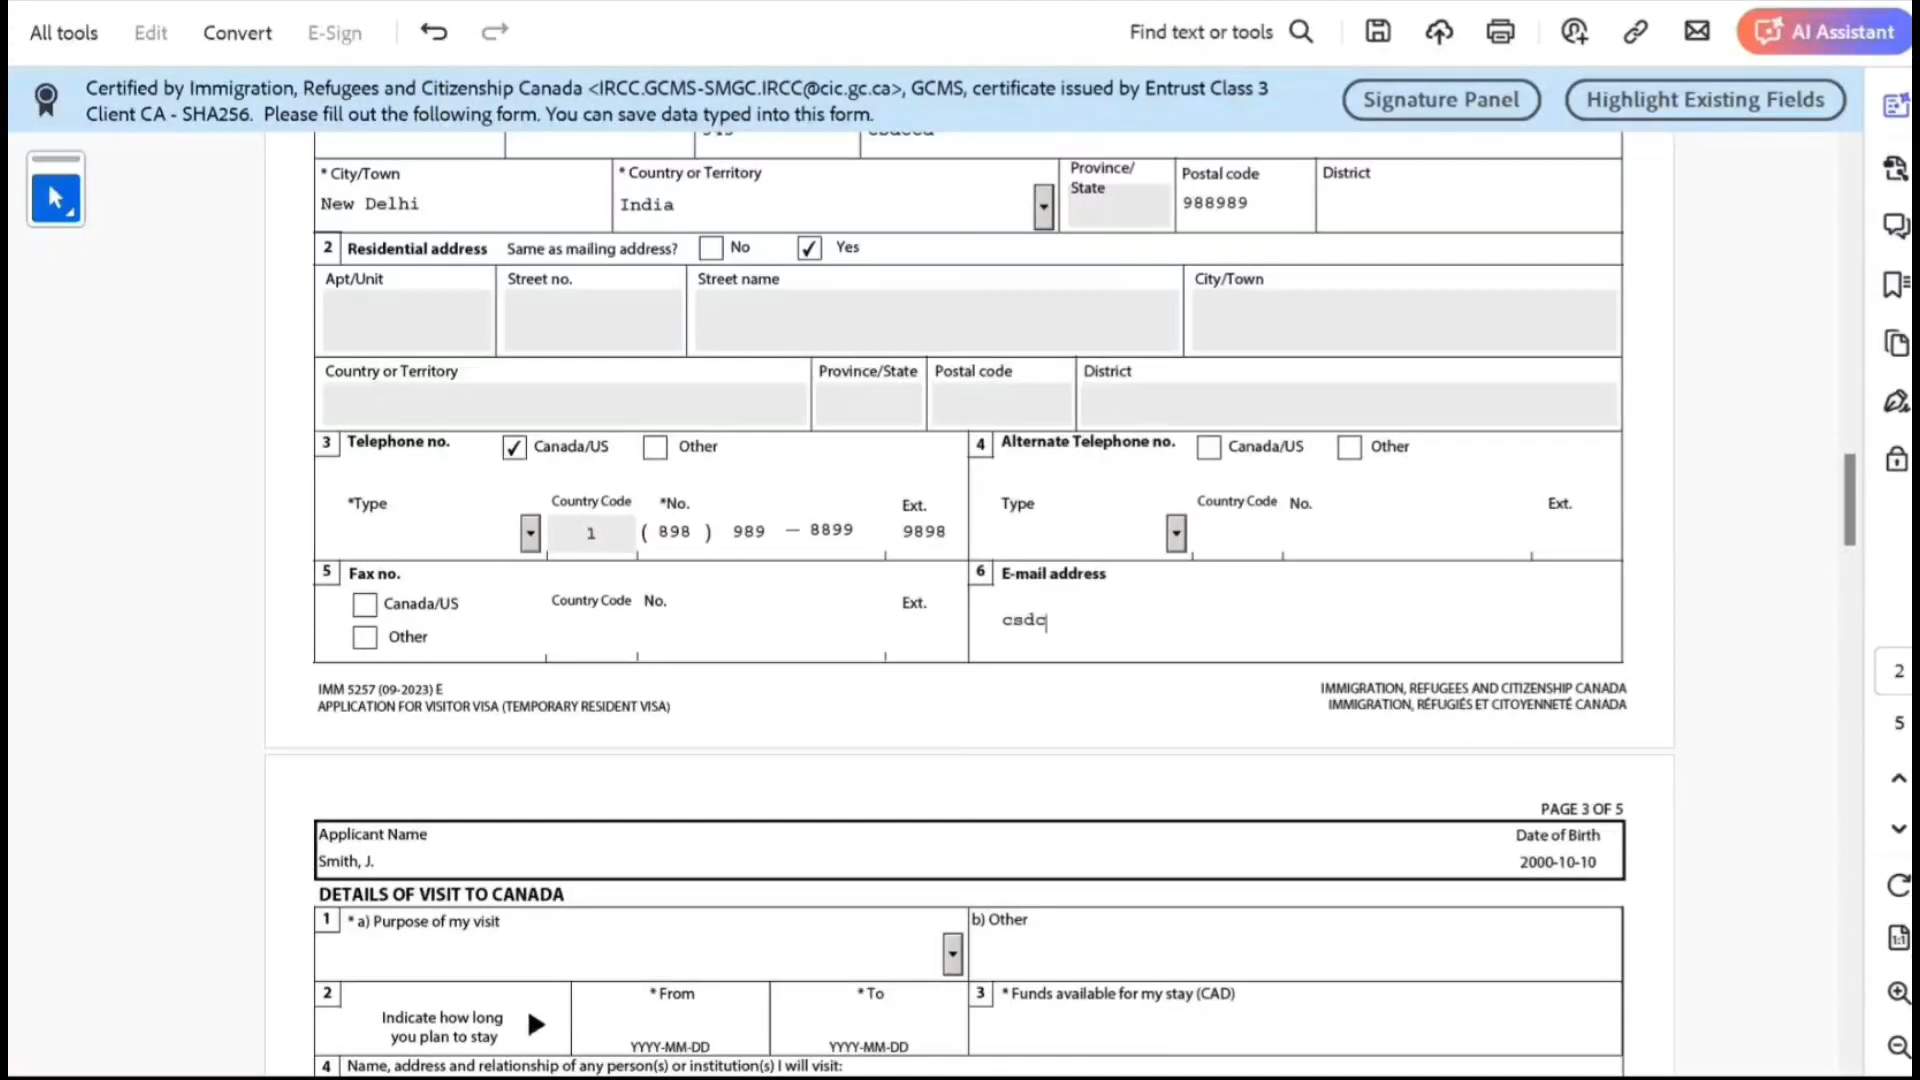 All tools Edit Convert E-Sign Find text or tools AI Assistant
Certified by Immigration, Refugees and Citizenship Canada <IRCC.GCMS-SMGC.IRCC@cic.gc.ca>, GCMS, certificate issued by Entrust Class 3
Client CA - SHA256. Please fill out the following form. You can save data typed into this form.
Signature Panel Highlight Existing Fields
* City/Town * Country or Territory Province/
State Postal code District
New Delhi India 988989
2 Residential address Same as mailing address? No Yes
Apt/Unit Street no. Street name City/Town
Country or Territory Province/State Postal code District
3 Telephone no. Canada/US Other 4 Alternate Telephone no. Canada/US Other
*Type Country Code *No. Ext. Type Country Code No. Ext.
1 ( 898 ) 989 — 8899 9898
5 Fax no. 6 E-mail address
Canada/US Country Code No. Ext.
csdc
Other
IMM 5257 (09-2023) E IMMIGRATION, REFUGEES AND CITIZENSHIP CANADA
APPLICATION FOR VISITOR VISA (TEMPORARY RESIDENT VISA) IMMIGRATION, RÉFUGIÉS ET CITOYENNETÉ CANADA
2
5
PAGE 3 OF 5
Applicant Name Date of Birth
Smith, J. 2000-10-10
DETAILS OF VISIT TO CANADA
1 * a) Purpose of my visit b) Other
2 * From * To 3 * Funds available for my stay (CAD)
Indicate how long
you plan to stay
YYYY-MM-DD YYYY-MM-DD
4 Name, address and relationship of any person(s) or institution(s) I will visit:
1:1